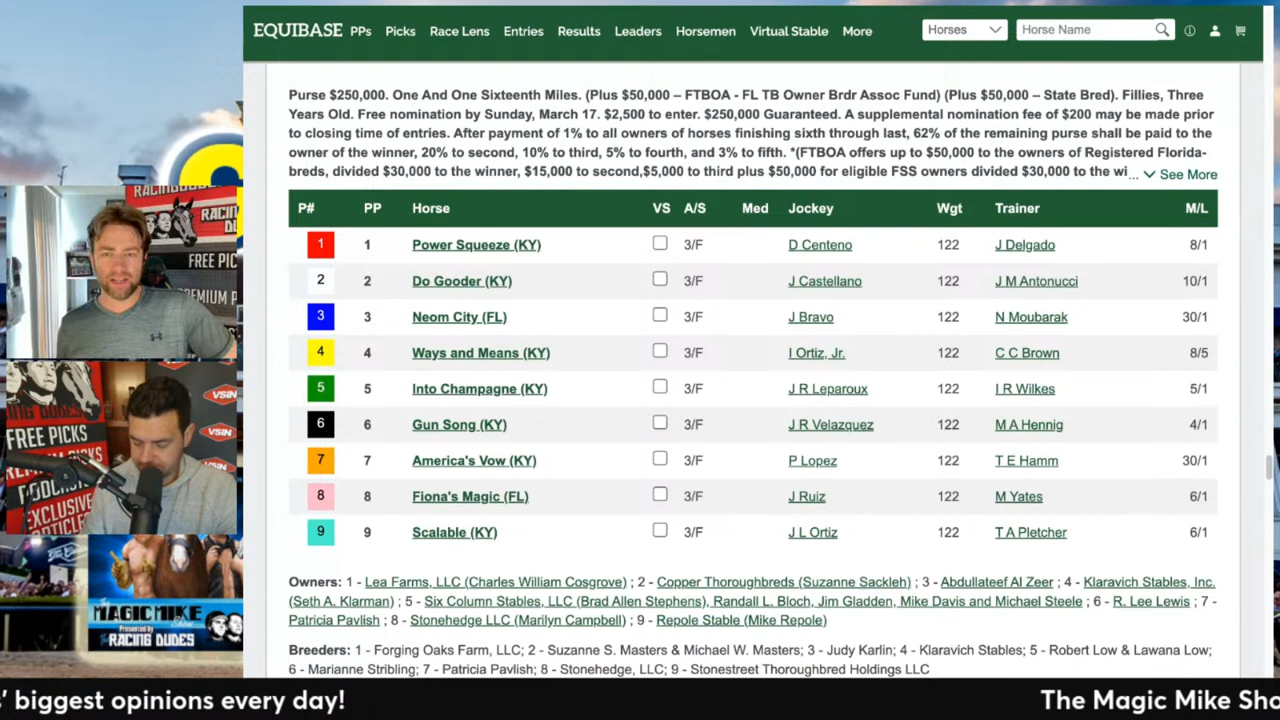 EQUIBASE PPs Picks Race Lens Entries Results Leaders Horsemen Virtual Stable More Horses Horse Name
Purse $250,000. One And One Sixteenth Miles. (Plus $50,000 – FTBOA - FL TB Owner Brdr Assoc Fund) (Plus $50,000 – State Bred). Fillies, Three
Years Old. Free nomination by Sunday, March 17. $2,500 to enter. $250,000 Guaranteed. A supplemental nomination fee of $200 may be made prior
to closing time of entries. After payment of 1% to all owners of horses finishing sixth through last, 62% of the remaining purse shall be paid to the
owner of the winner, 20% to second, 10% to third, 5% to fourth, and 3% to fifth. *(FTBOA offers up to $50,000 to the owners of Registered Florida-
breds, divided $30,000 to the winner, $15,000 to second,$5,000 to third plus $50,000 for eligible FSS owners divided $30,000 to the wi... See More
P# PP Horse VS A/S Med Jockey Wgt Trainer M/L
1 1 Power Squeeze (KY) 3/F D Centeno 122 J Delgado 8/1
2 2 Do Gooder (KY) 3/F J Castellano 122 J M Antonucci 10/1
3 3 Neom City (FL) 3/F J Bravo 122 N Moubarak 30/1
4 4 Ways and Means (KY) 3/F I Ortiz, Jr. 122 C C Brown 8/5
5 5 Into Champagne (KY) 3/F J R Leparoux 122 I R Wilkes 5/1
6 6 Gun Song (KY) 3/F J R Velazquez 122 M A Hennig 4/1
7 7 America's Vow (KY) 3/F P Lopez 122 T E Hamm 30/1
8 8 Fiona's Magic (FL) 3/F J Ruiz 122 M Yates 6/1
9 9 Scalable (KY) 3/F J L Ortiz 122 T A Pletcher 6/1
Owners: 1 - Lea Farms, LLC (Charles William Cosgrove) ; 2 - Copper Thoroughbreds (Suzanne Sackleh) ; 3 - Abdullateef Al Zeer ; 4 - Klaravich Stables, Inc.
(Seth A. Klarman) ; 5 - Six Column Stables, LLC (Brad Allen Stephens), Randall L. Bloch, Jim Gladden, Mike Davis and Michael Steele ; 6 - R. Lee Lewis ; 7 -
Patricia Pavlish ; 8 - Stonehedge LLC (Marilyn Campbell) ; 9 - Repole Stable (Mike Repole)
Breeders: 1 - Forging Oaks Farm, LLC; 2 - Suzanne S. Masters & Michael W. Masters; 3 - Judy Karlin; 4 - Klaravich Stables; 5 - Robert Low & Lawana Low;
6 - Marianne Stribling; 7 - Patricia Pavlish; 8 - Stonehedge, LLC; 9 - Stonestreet Thoroughbred Holdings LLC
RACING
FREE PICKS
VSiN
FREE PICKS
VSiN
EXCLUSIVE
ARTICLES
THE
MAGIC MIKE
SHOW
Presented by
THE RACING DUDES
s' biggest opinions every day! The Magic Mike Sho